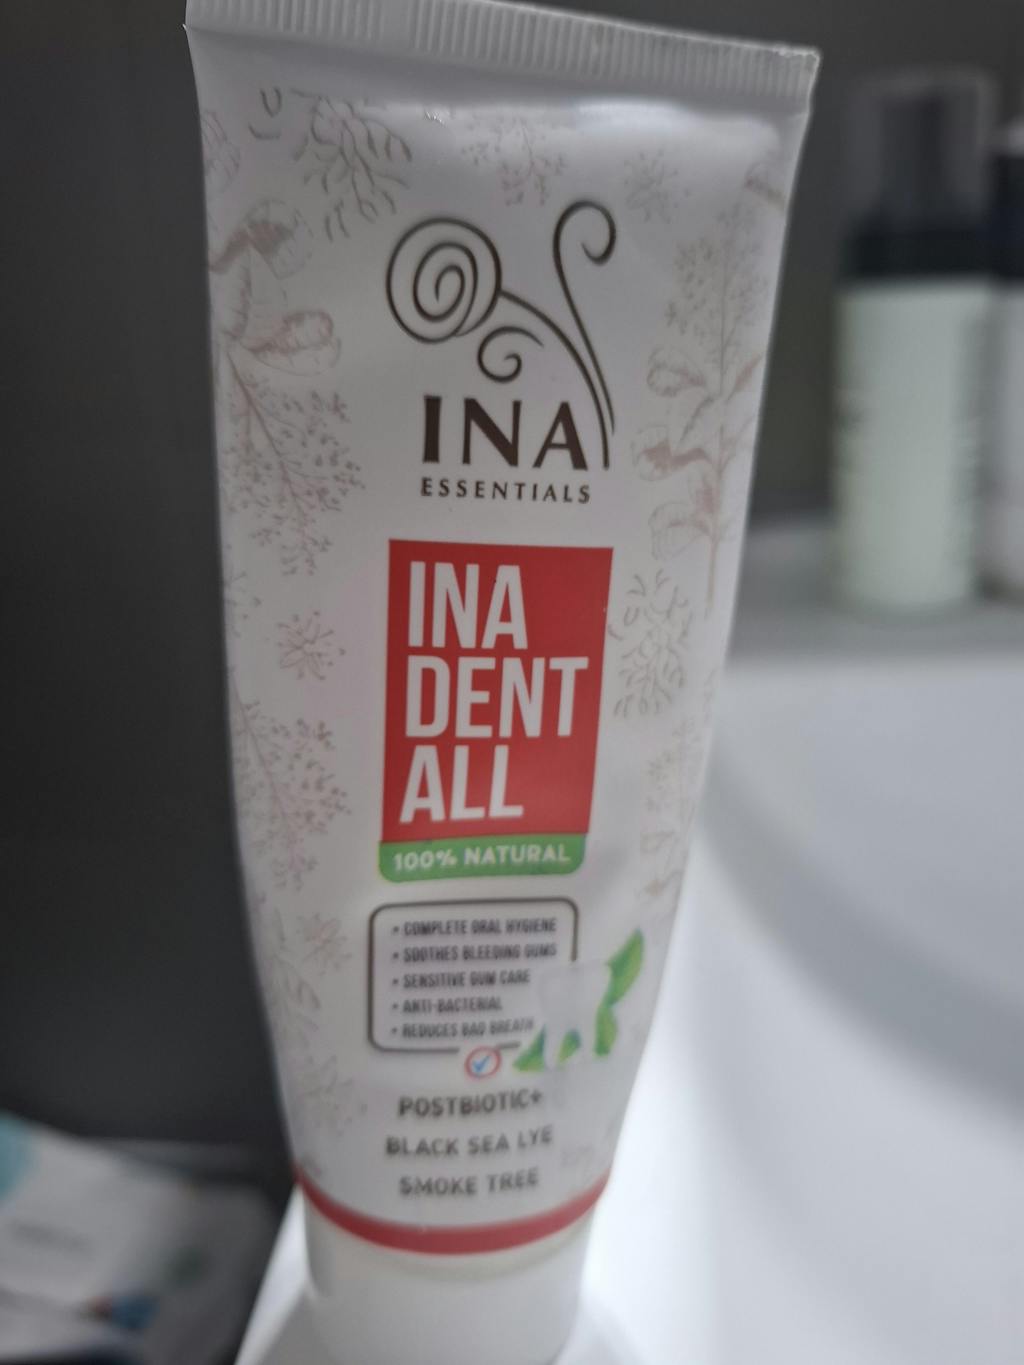 INA
ESSENTIALS
INA
DENT
ALL
100% NATURAL
• COMPLETE ORAL HYGIENE
• SOOTHES BLEEDING GUMS
• SENSITIVE GUM CARE
• ANTI-BACTERIAL
• REDUCES BAD BREATH
POSTBIOTIC+
BLACK SEA LYE
SMOKE TREE